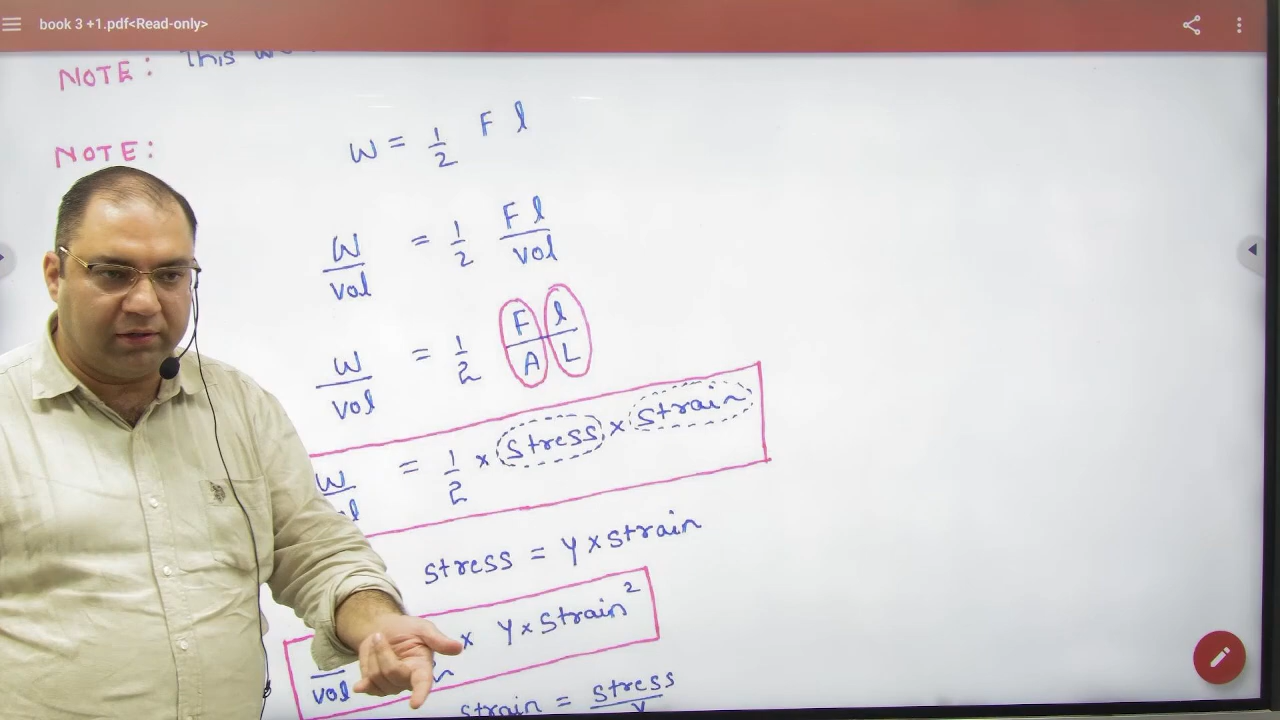 book 3 +1.pdf<Read-only>
NOTE: This
NOTE:
W = 1/2 F l
W/vol = 1/2 F l/vol
W/vol = 1/2 F/A l/L
W = 1/2 × stress × strain
stress = Y × strain
vol × Y × strain²
strain = stress/Y